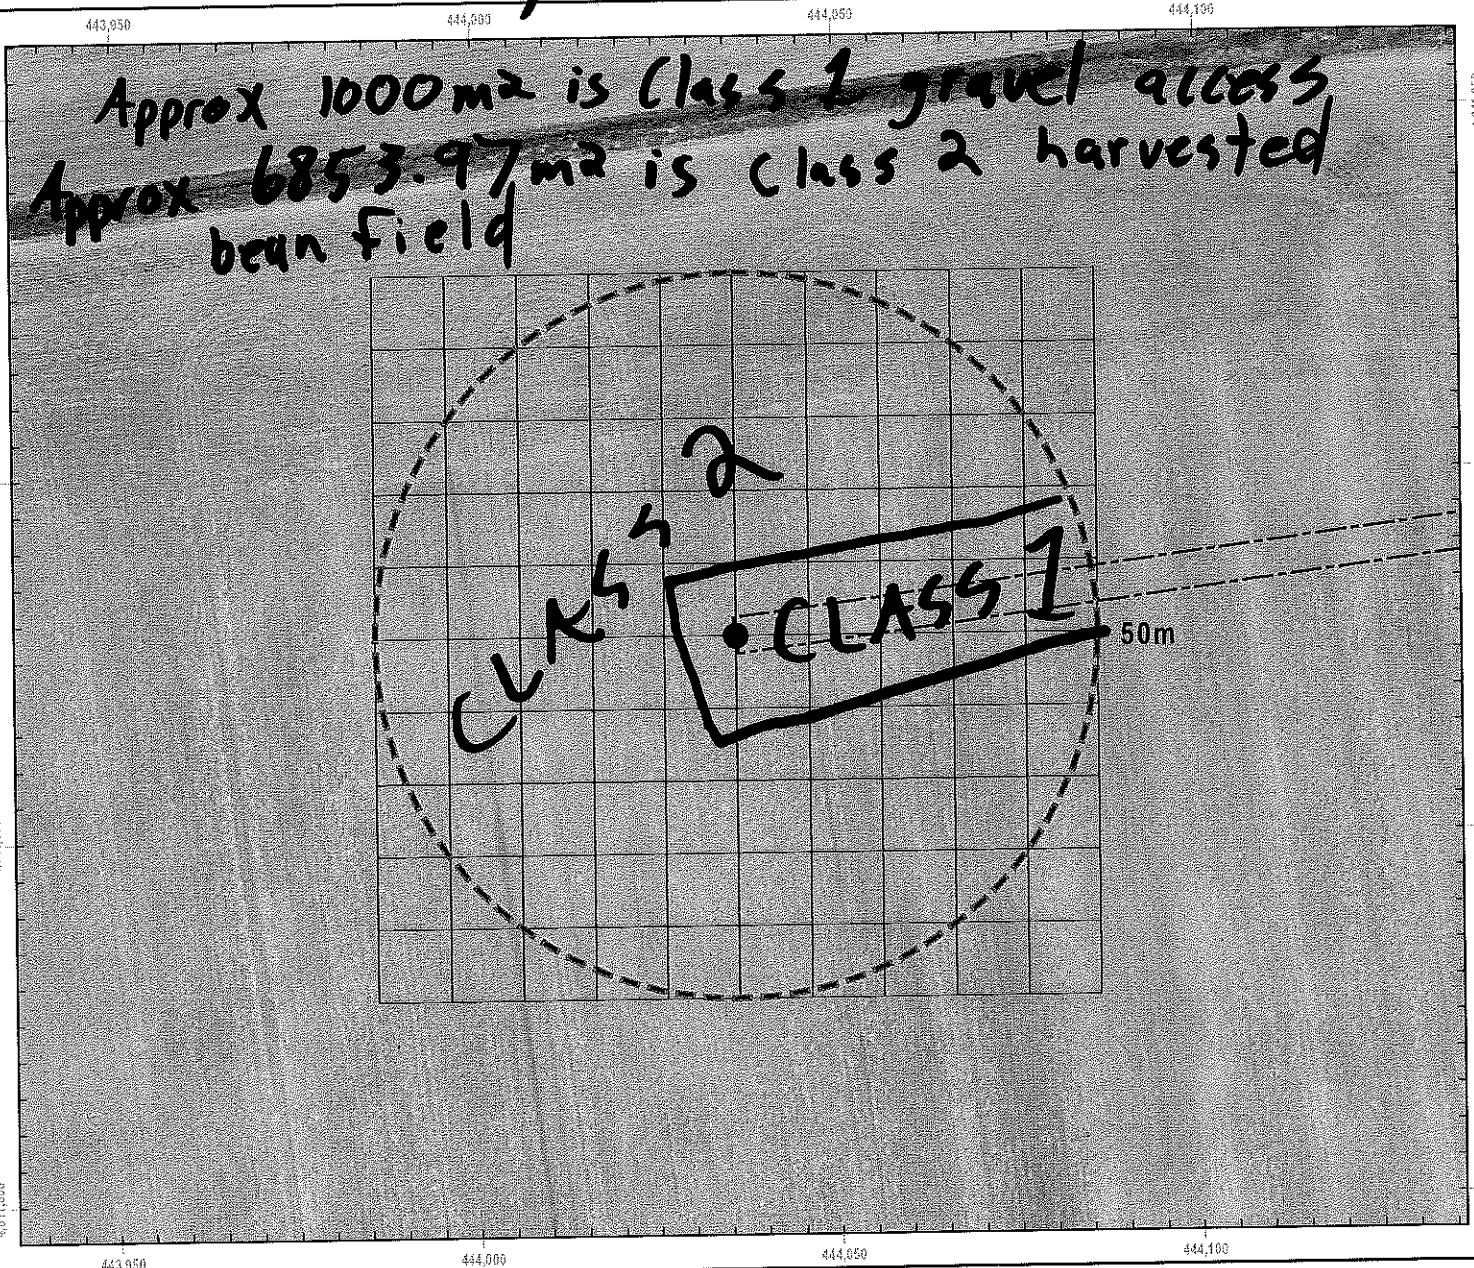 443,950 444,000 444,050 444,100
Approx 1000m2 is Class 1 gravel access
Approx 6853.97m2 is Class 2 harvested
bean field
CLASS 2
CLASS 1
50m
443,950 444,000 444,050 444,100